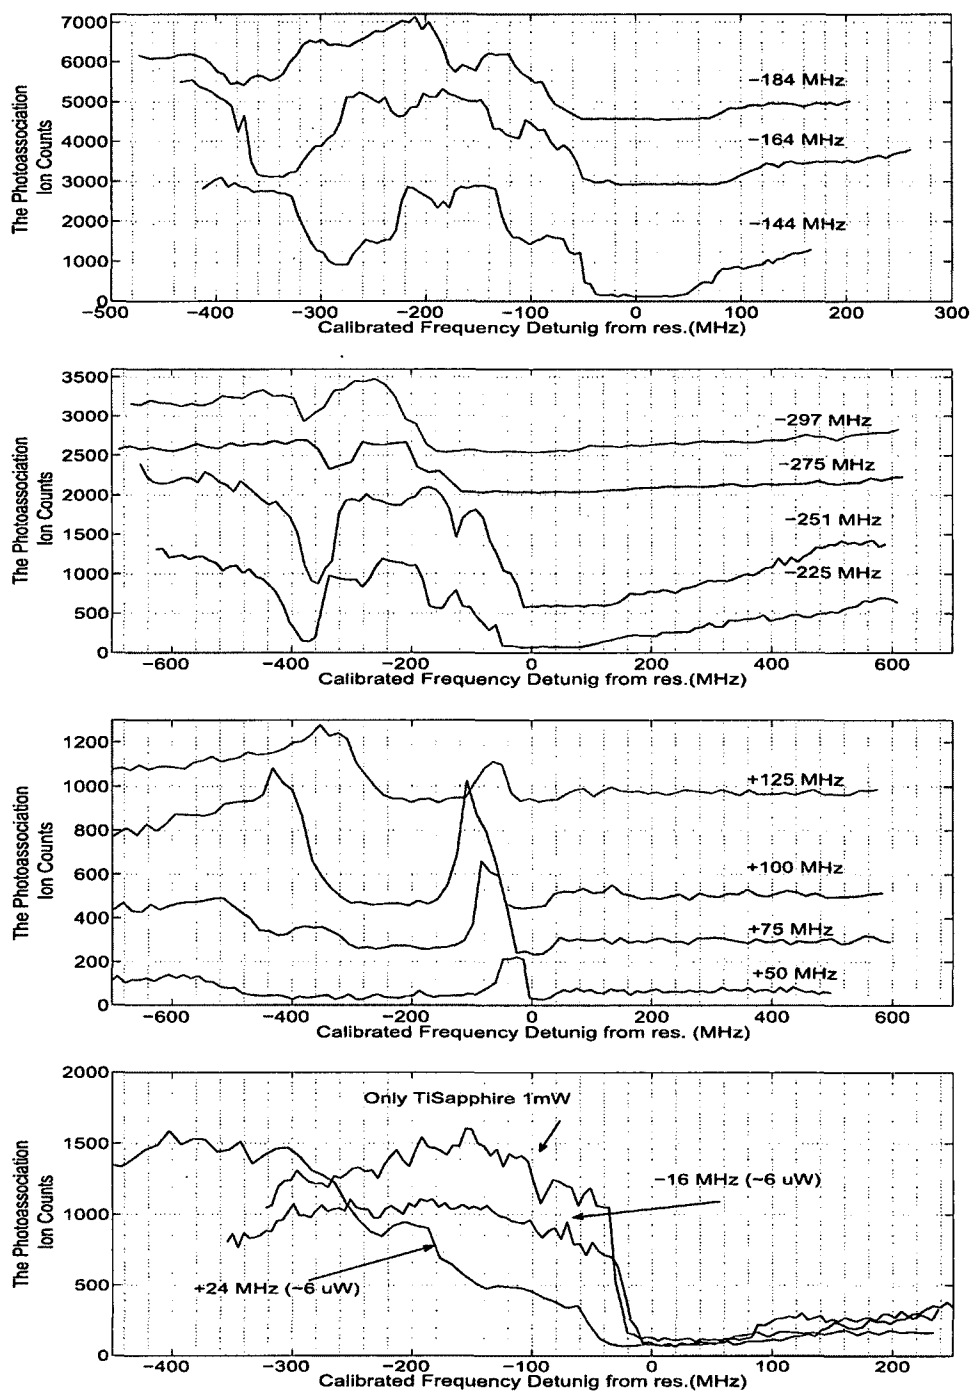 The Photoassociation
Ion Counts
7000
6000
5000
4000
3000
2000
1000
0
−184 MHz
−164 MHz
−144 MHz
−500 −400 −300 −200 −100 0 100 200 300
Calibrated Frequency Detunig from res.(MHz)
The Photoassociation
Ion Counts
3500
3000
2500
2000
1500
1000
500
0
−297 MHz
−275 MHz
−251 MHz
−225 MHz
−600 −400 −200 0 200 400 600
Calibrated Frequency Detunig from res.(MHz)
The Photoassociation
Ion Counts
1200
1000
800
600
400
200
0
+125 MHz
+100 MHz
+75 MHz
+50 MHz
−600 −400 −200 0 200 400 600
Calibrated Frequency Detunig from res. (MHz)
The Photoassociation
Ion Counts
2000
1500
1000
500
0
Only TiSapphire 1mW
−16 MHz (~6 uW)
+24 MHz (~6 uW)
−400 −300 −200 −100 0 100 200
Calibrated Frequency Detunig from res.(MHz)